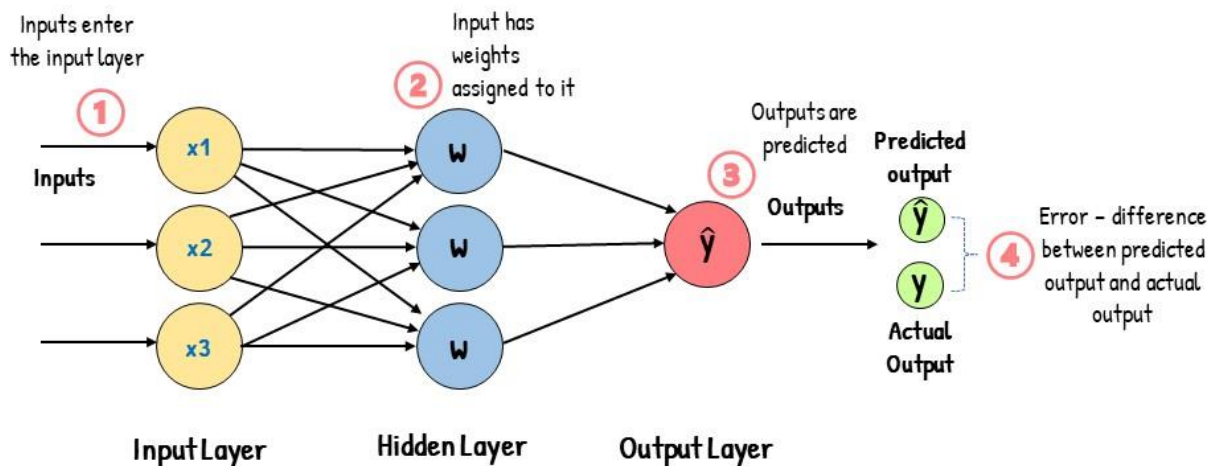 Inputs enter
the input layer
1
Input has
weights
assigned to it
2
Outputs are
predicted
3
Inputs
x1
x2
x3
w
w
w
ŷ
Outputs
Predicted
output
ŷ
y
Actual
Output
4
Error – difference
between predicted
output and actual
output
Input Layer
Hidden Layer
Output Layer